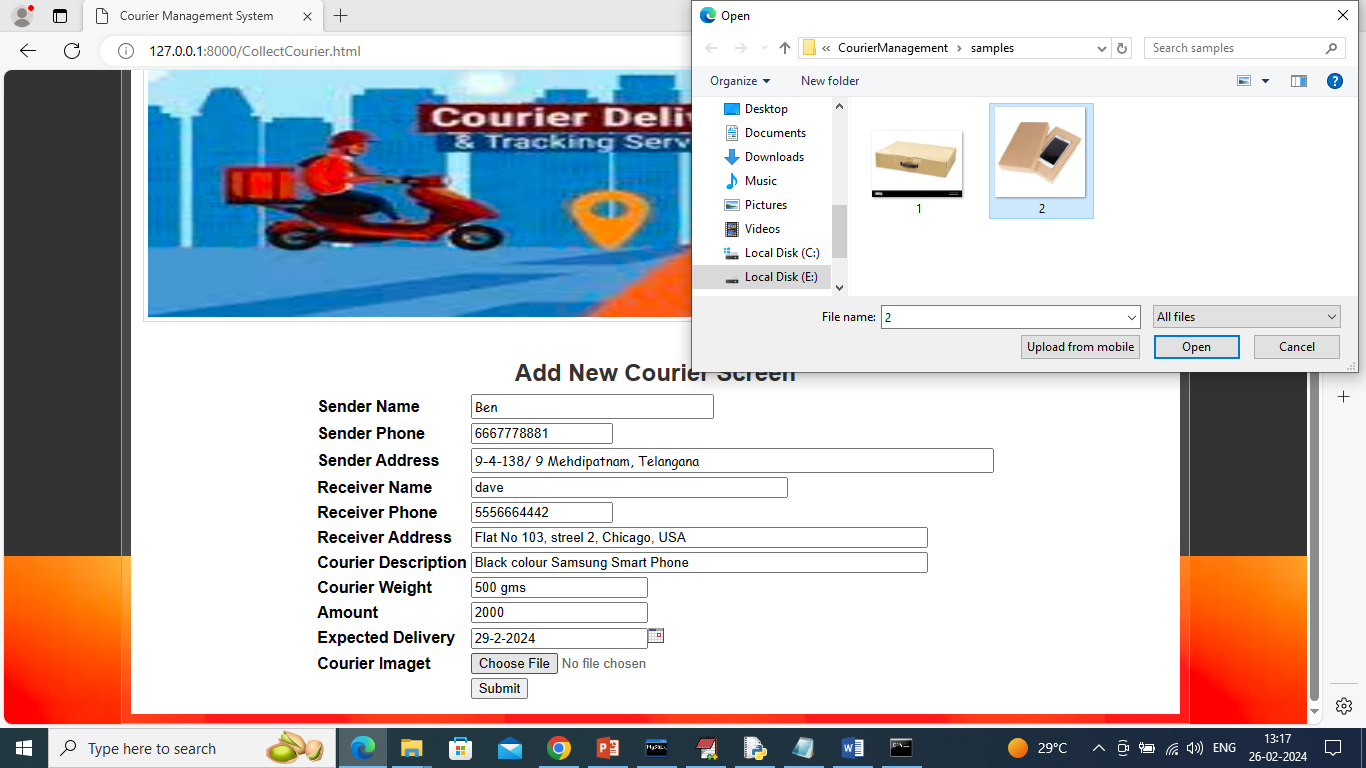 Courier Management System
127.0.0.1:8000/CollectCourier.html
Courier Deli
& Tracking Serv
Open
« CourierManagement › samples
Search samples
Organize
New folder
Desktop
Documents
Downloads
Music
Pictures
Videos
Local Disk (C:)
Local Disk (E:)
1
2
File name: 2
All files
Upload from mobile
Open
Cancel
Add New Courier Screen
Sender Name Ben
Sender Phone 6667778881
Sender Address 9-4-138/ 9 Mehdipatnam, Telangana
Receiver Name dave
Receiver Phone 5556664442
Receiver Address Flat No 103, streel 2, Chicago, USA
Courier Description Black colour Samsung Smart Phone
Courier Weight 500 gms
Amount 2000
Expected Delivery 29-2-2024
Courier Imaget Choose File No file chosen
Submit
Type here to search
29°C
ENG
13:17
26-02-2024